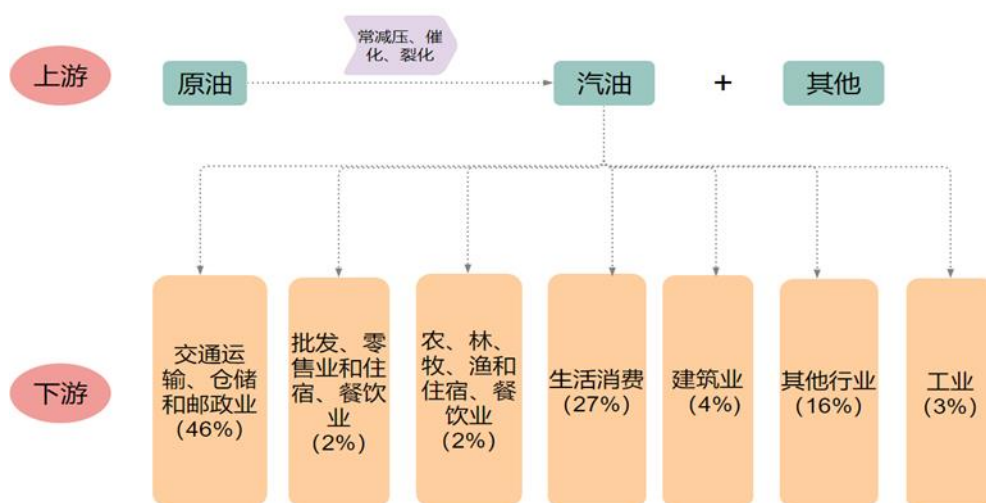 常减压、催
化、裂化
上游
原油
汽油
+
其他
下游
交通运
输、仓储
和邮政业
(46%)
批发、零
售业和住
宿、餐饮
业
(2%)
农、林、
牧、渔和
住宿、餐
饮业
(2%)
生活消费
(27%)
建筑业
(4%)
其他行业
(16%)
工业
(3%)